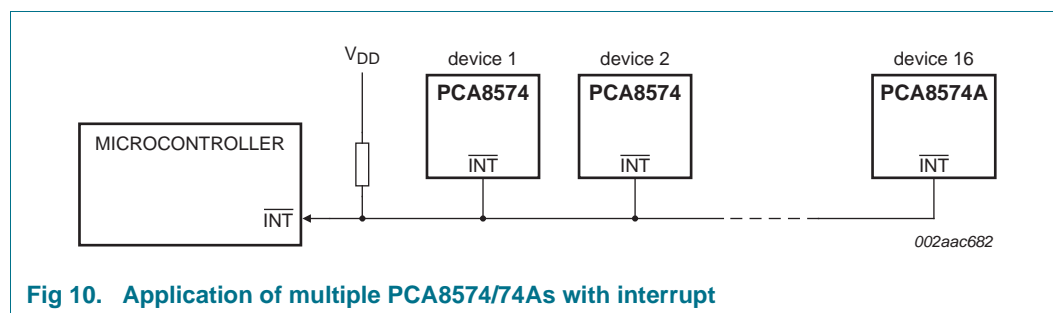 VDD
device 1
device 2
device 16
PCA8574
PCA8574
PCA8574A
MICROCONTROLLER
INT
INT
INT
INT
002aac682
Fig 10. Application of multiple PCA8574/74As with interrupt